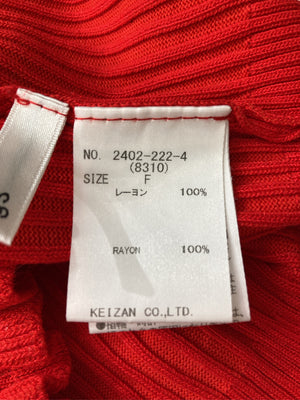 NO. 2402-222-4
(8310)
SIZE F
レーヨン 100%
RAYON 100%
KEIZAN CO.,LTD.